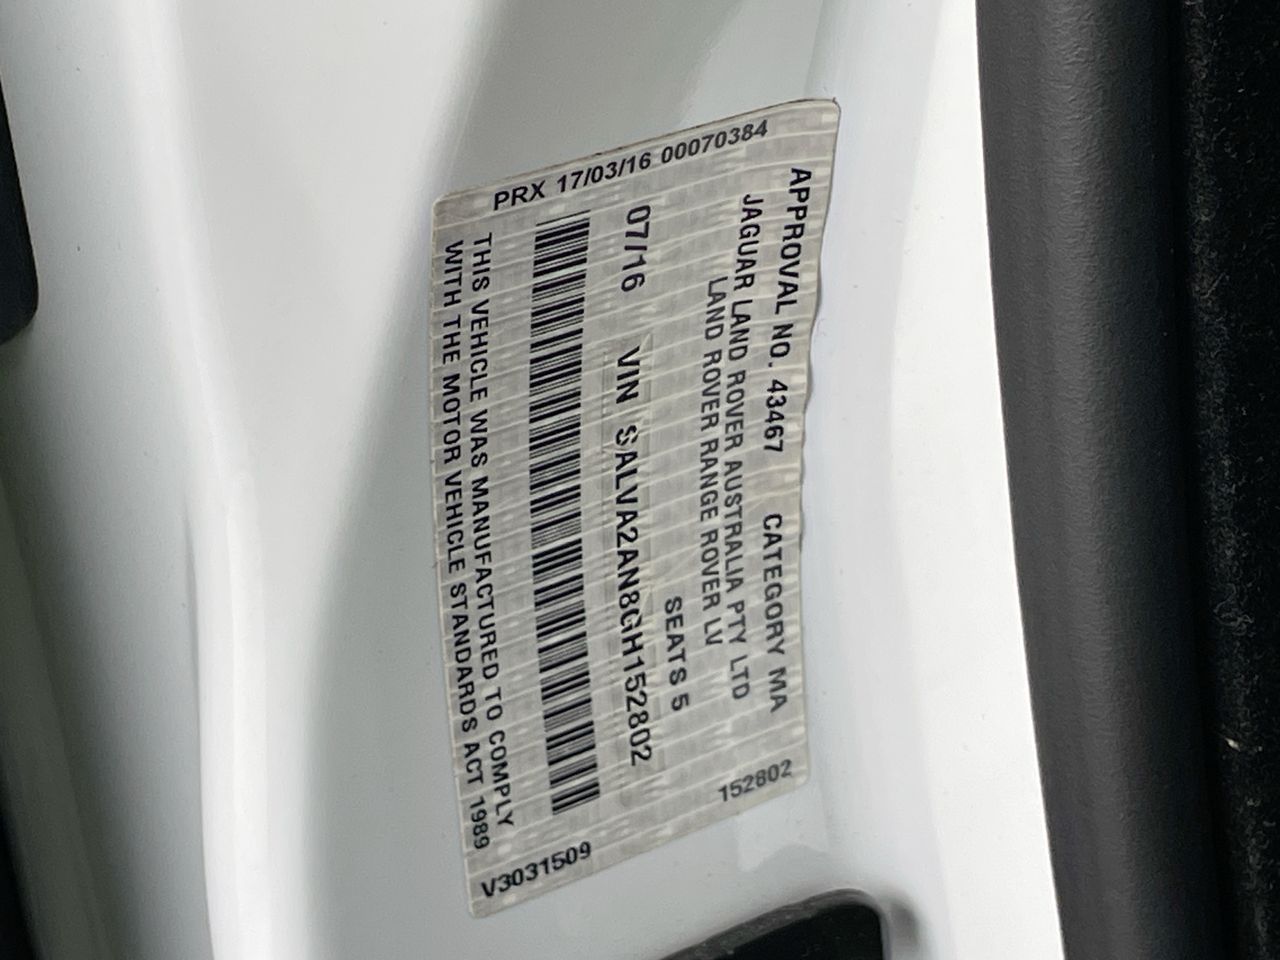 PRX 17/03/16 00070384
APPROVAL NO. 43467 CATEGORY MA
JAGUAR LAND ROVER AUSTRALIA PTY LTD
LAND ROVER RANGE ROVER LV
SEATS 5
07/16 VIN SALVA2AN8GH152802
THIS VEHICLE WAS MANUFACTURED TO COMPLY
WITH THE MOTOR VEHICLE STANDARDS ACT 1989
152802
V3031509